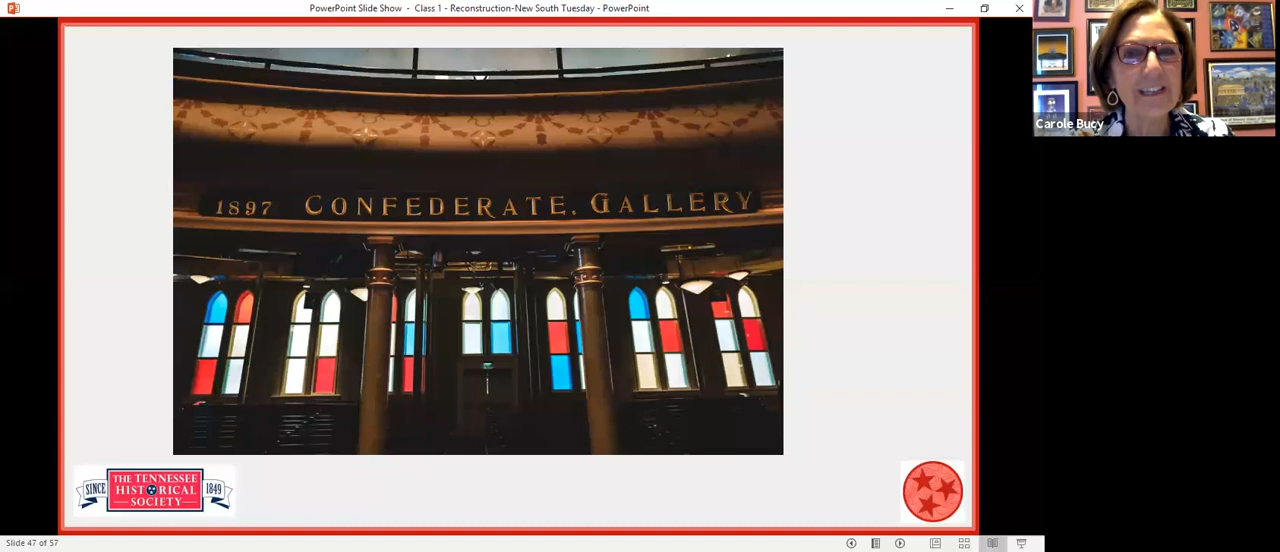 PowerPoint Slide Show - Class 1 - Reconstruction-New South Tuesday - PowerPoint
Carole Bucy
1897 CONFEDERATE. GALLERY
THE TENNESSEE
SINCE HISTORICAL 1849
SOCIETY
Slide 47 of 57